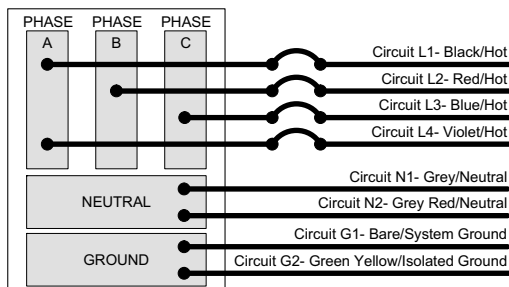 PHASE PHASE PHASE
A B C
Circuit L1- Black/Hot
Circuit L2- Red/Hot
Circuit L3- Blue/Hot
Circuit L4- Violet/Hot
Circuit N1- Grey/Neutral
NEUTRAL
Circuit N2- Grey Red/Neutral
Circuit G1- Bare/System Ground
GROUND
Circuit G2- Green Yellow/Isolated Ground